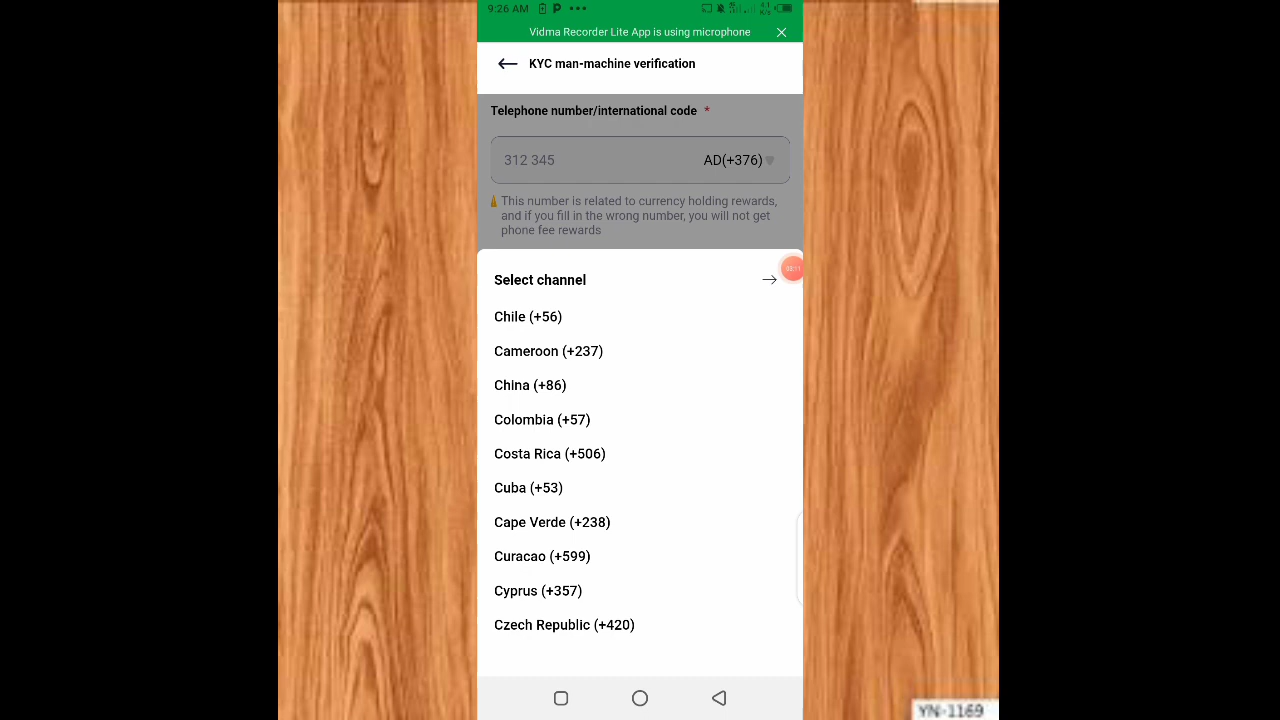 9:26 AM P
Vidma Recorder Lite App is using microphone
KYC man-machine verification
Telephone number/international code *
312 345 AD(+376)
This number is related to currency holding rewards,
and if you fill in the wrong number, you will not get
phone fee rewards
Select channel
Chile (+56)
Cameroon (+237)
China (+86)
Colombia (+57)
Costa Rica (+506)
Cuba (+53)
Cape Verde (+238)
Curacao (+599)
Cyprus (+357)
Czech Republic (+420)
YN-1169